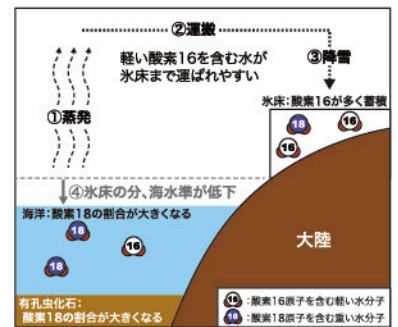 ②運搬
軽い酸素16を含む水が
氷床まで運ばれやすい
③降雪
①蒸発
氷床：酸素16が多く蓄積
18
16
16
④氷床の分、海水準が低下
海洋：酸素18の割合が大きくなる
18
16
18
大陸
有孔虫化石：
酸素18の割合が大きくなる
16：酸素16原子を含む軽い水分子
18：酸素18原子を含む重い水分子